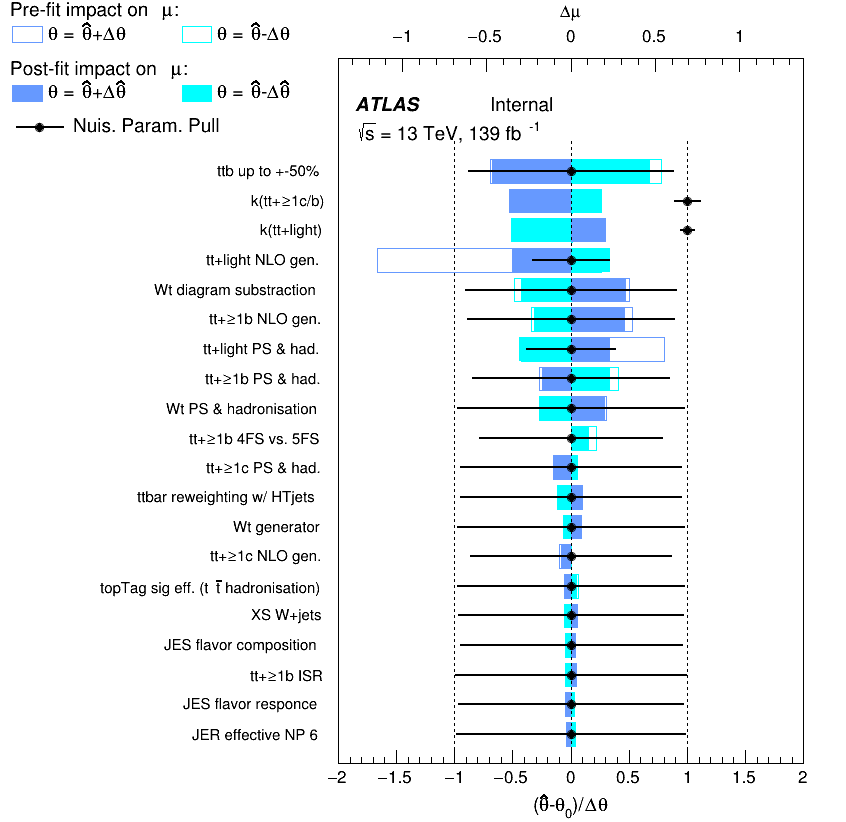 Pre-fit impact on μ:
θ = θ̂+Δθ θ = θ̂-Δθ
Post-fit impact on μ:
θ = θ̂+Δθ̂ θ = θ̂-Δθ̂
Nuis. Param. Pull
Δμ
−1 −0.5 0 0.5 1
ATLAS Internal
√s = 13 TeV, 139 fb⁻¹
ttb up to +-50%
k(tt+≥1c/b)
k(tt+light)
tt+light NLO gen.
Wt diagram substraction
tt+≥1b NLO gen.
tt+light PS & had.
tt+≥1b PS & had.
Wt PS & hadronisation
tt+≥1b 4FS vs. 5FS
tt+≥1c PS & had.
ttbar reweighting w/ HTjets
Wt generator
tt+≥1c NLO gen.
topTag sig eff. (t t̄ hadronisation)
XS W+jets
JES flavor composition
tt+≥1b ISR
JES flavor responce
JER effective NP 6
−2 −1.5 −1 −0.5 0 0.5 1 1.5 2
(θ̂-θ₀)/Δθ